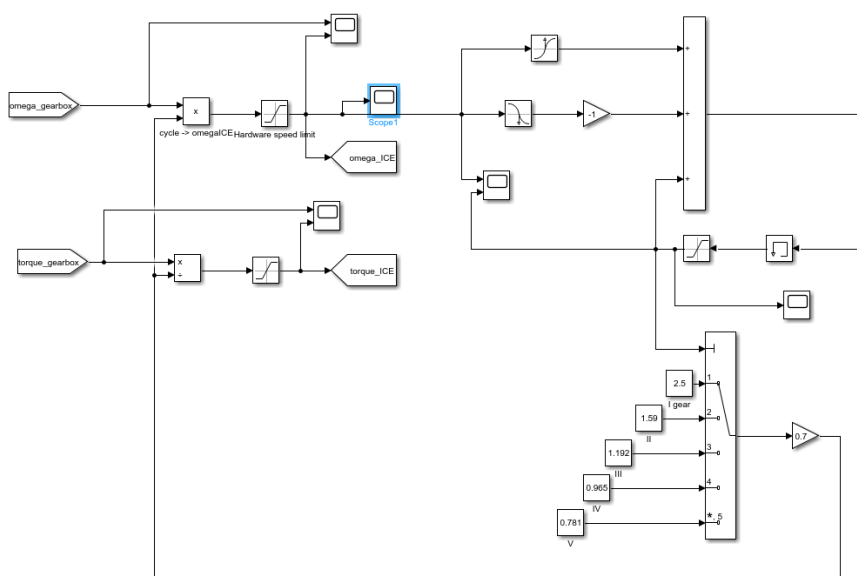 omega_gearbox
x
cycle -> omegaICE
Hardware speed limit
Scope1
omega_ICE
-1
+
+
+
torque_gearbox
x
÷
torque_ICE
2.5
I gear
1.59
II
1.192
III
0.965
IV
0.781
V
1
2
3
4
*, 5
0.7